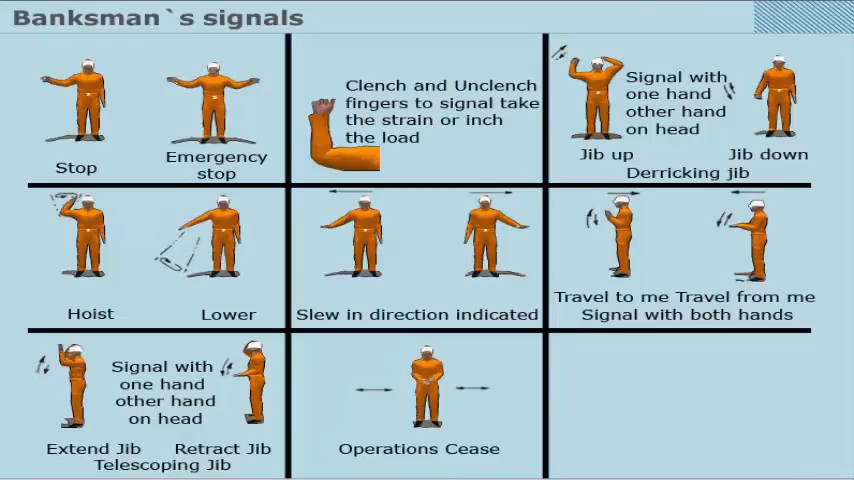 Banksman`s signals
Stop
Emergency
stop
Clench and Unclench
fingers to signal take
the strain or inch
the load
Signal with
one hand
other hand
on head
Jib up
Jib down
Derricking jib
Hoist
Lower
Slew in direction indicated
Travel to me Travel from me
Signal with both hands
Signal with
one hand
other hand
on head
Extend Jib
Retract Jib
Telescoping Jib
Operations Cease